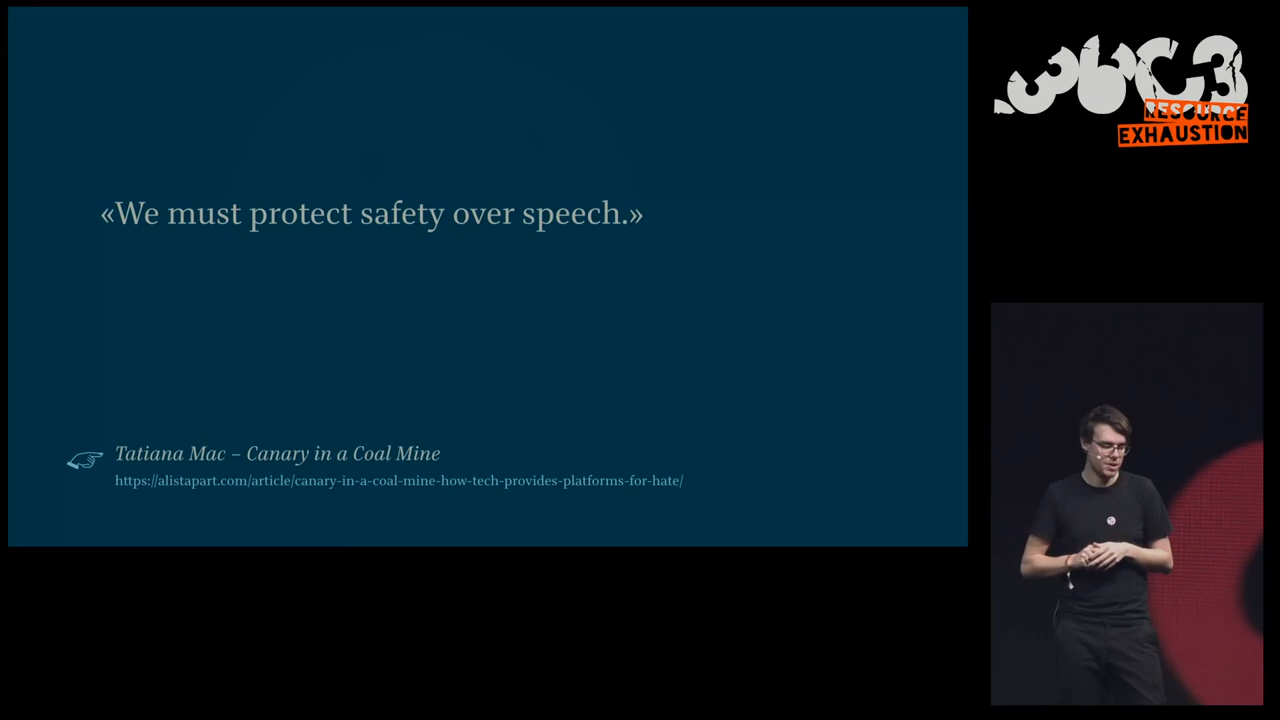 «We must protect safety over speech.»
Tatiana Mac – Canary in a Coal Mine
https://alistapart.com/article/canary-in-a-coal-mine-how-tech-provides-platforms-for-hate/
36C3
RESOURCE
EXHAUSTION